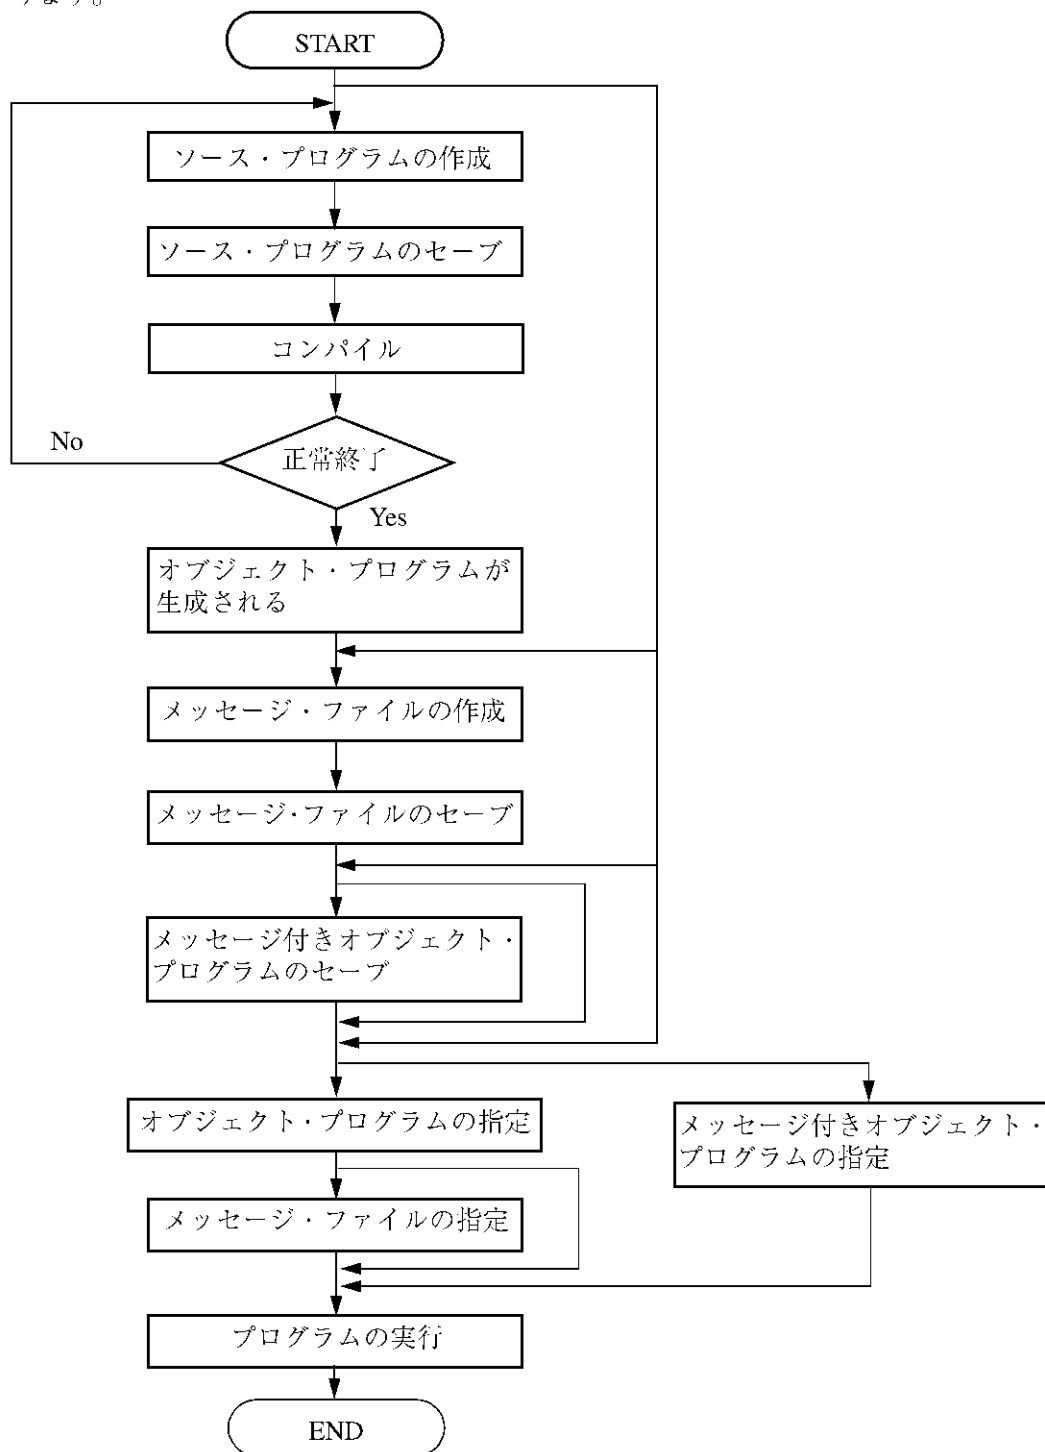 START
ソース・プログラムの作成
ソース・プログラムのセーブ
コンパイル
No
正常終了
Yes
オブジェクト・プログラムが
生成される
メッセージ・ファイルの作成
メッセージ・ファイルのセーブ
メッセージ付きオブジェクト・
プログラムのセーブ
オブジェクト・プログラムの指定
メッセージ付きオブジェクト・
プログラムの指定
メッセージ・ファイルの指定
プログラムの実行
END